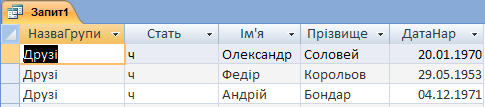 Запит1
НазваГрупи Стать Ім'я Прізвище ДатаНар
Друзі ч Олександр Соловей 20.01.1970
Друзі ч Федір Корольов 29.05.1953
Друзі ч Андрій Бондар 04.12.1971